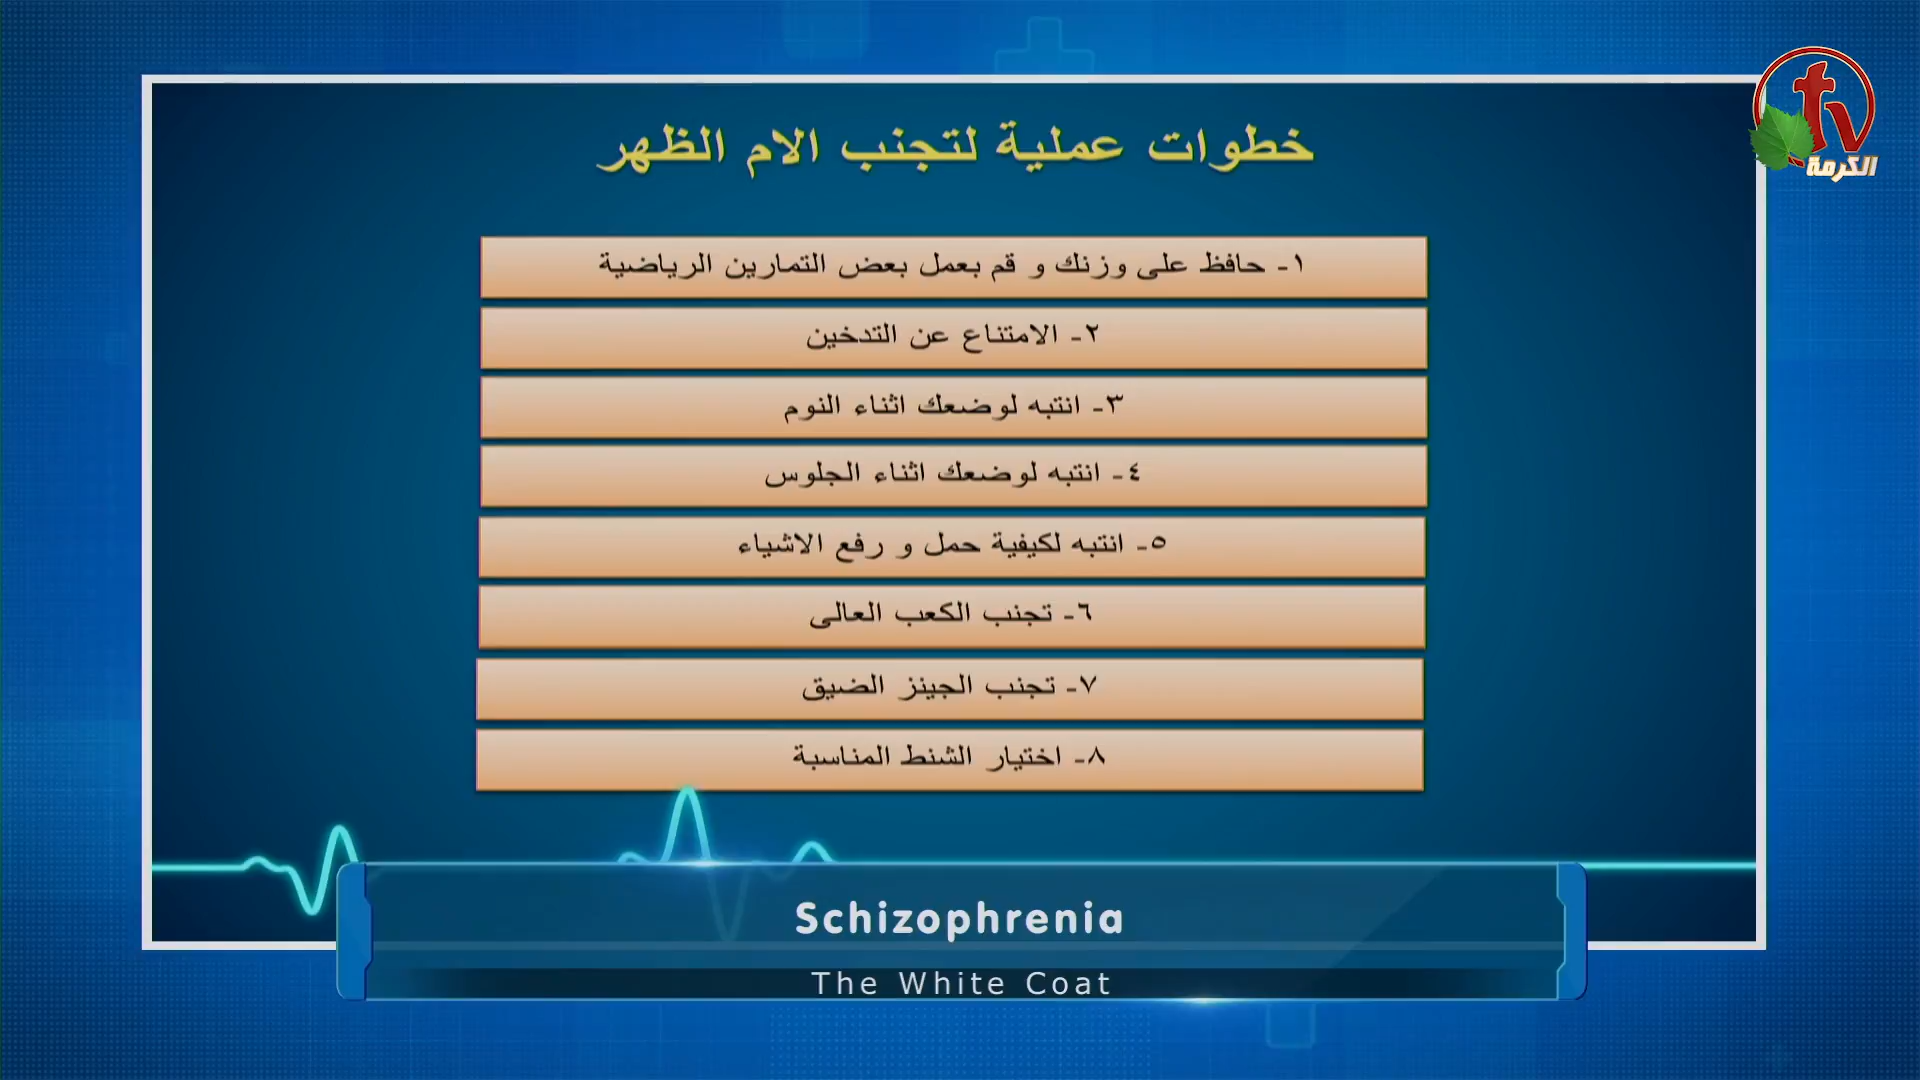 خطوات عملية لتجنب الام الظهر
١- حافظ على وزنك و قم بعمل بعض التمارين الرياضية
٢- الامتناع عن التدخين
٣- انتبه لوضعك اثناء النوم
٤- انتبه لوضعك اثناء الجلوس
٥- انتبه لكيفية حمل و رفع الاشياء
٦- تجنب الكعب العالى
٧- تجنب الجينز الضيق
٨- اختيار الشنط المناسبة
Schizophrenia
The White Coat
tv
الكرمة